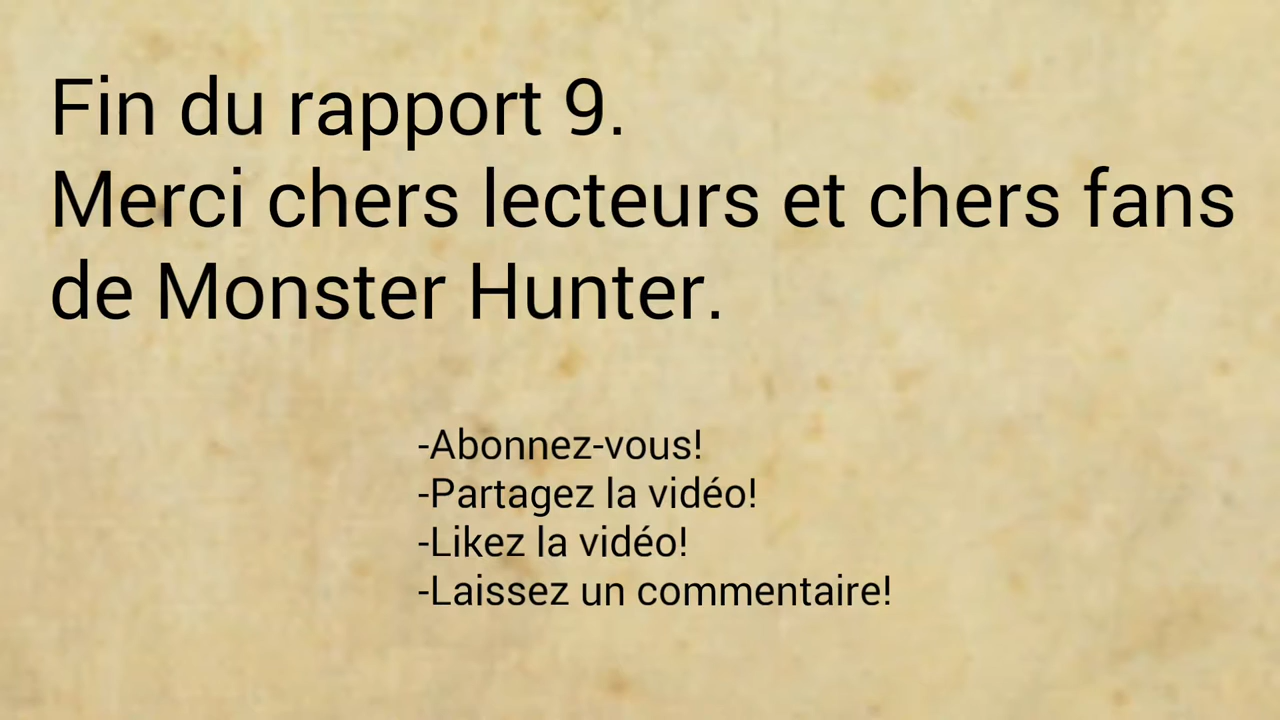 Fin du rapport 9.
Merci chers lecteurs et chers fans
de Monster Hunter.
-Abonnez-vous!
-Partagez la vidéo!
-Likez la vidéo!
-Laissez un commentaire!